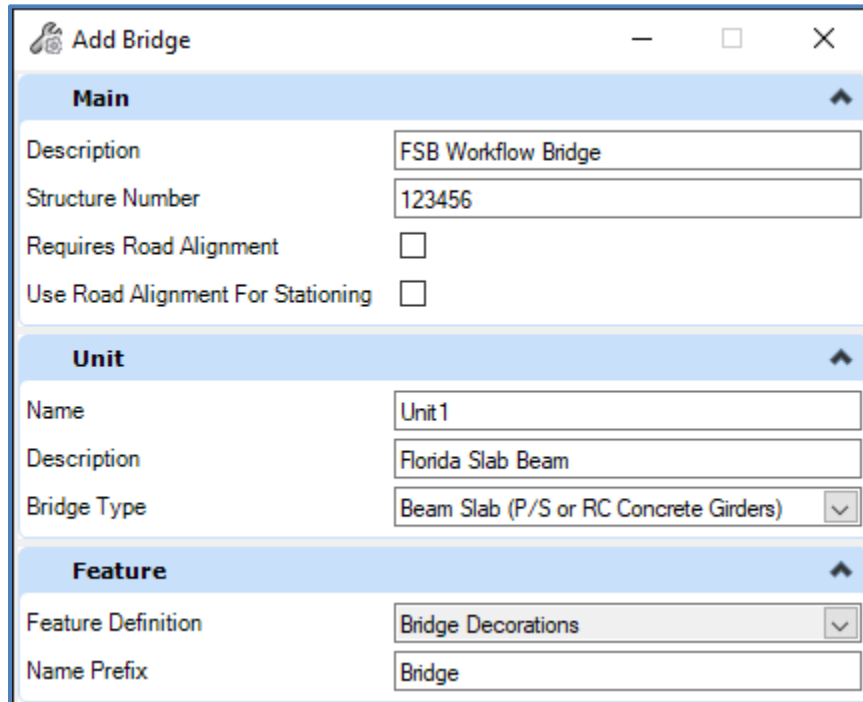 Add Bridge
Main
Description FSB Workflow Bridge
Structure Number 123456
Requires Road Alignment
Use Road Alignment For Stationing
Unit
Name Unit1
Description Florida Slab Beam
Bridge Type Beam Slab (P/S or RC Concrete Girders)
Feature
Feature Definition Bridge Decorations
Name Prefix Bridge